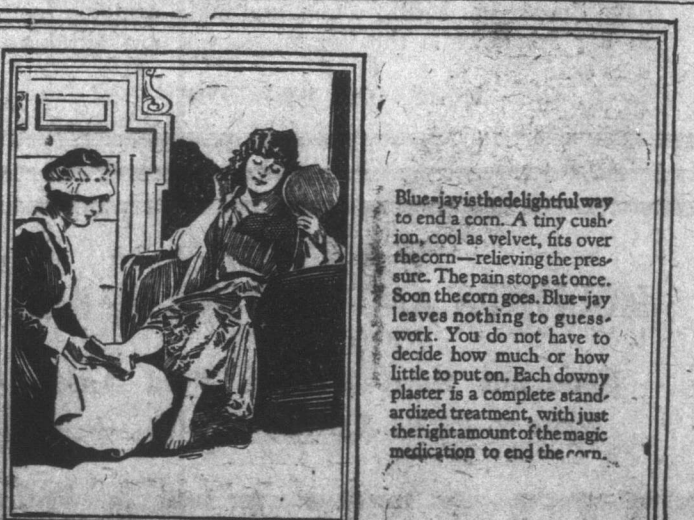 Blue=jay is the delightful way
to end a corn. A tiny cush-
ion, cool as velvet, fits over
the corn—relieving the pres-
sure. The pain stops at once.
Soon the corn goes. Blue=jay
leaves nothing to guess-
work. You do not have to
decide how much or how
little to put on. Each downy
plaster is a complete stand-
ardized treatment, with just
the right amount of the magic
medication to end the corn.